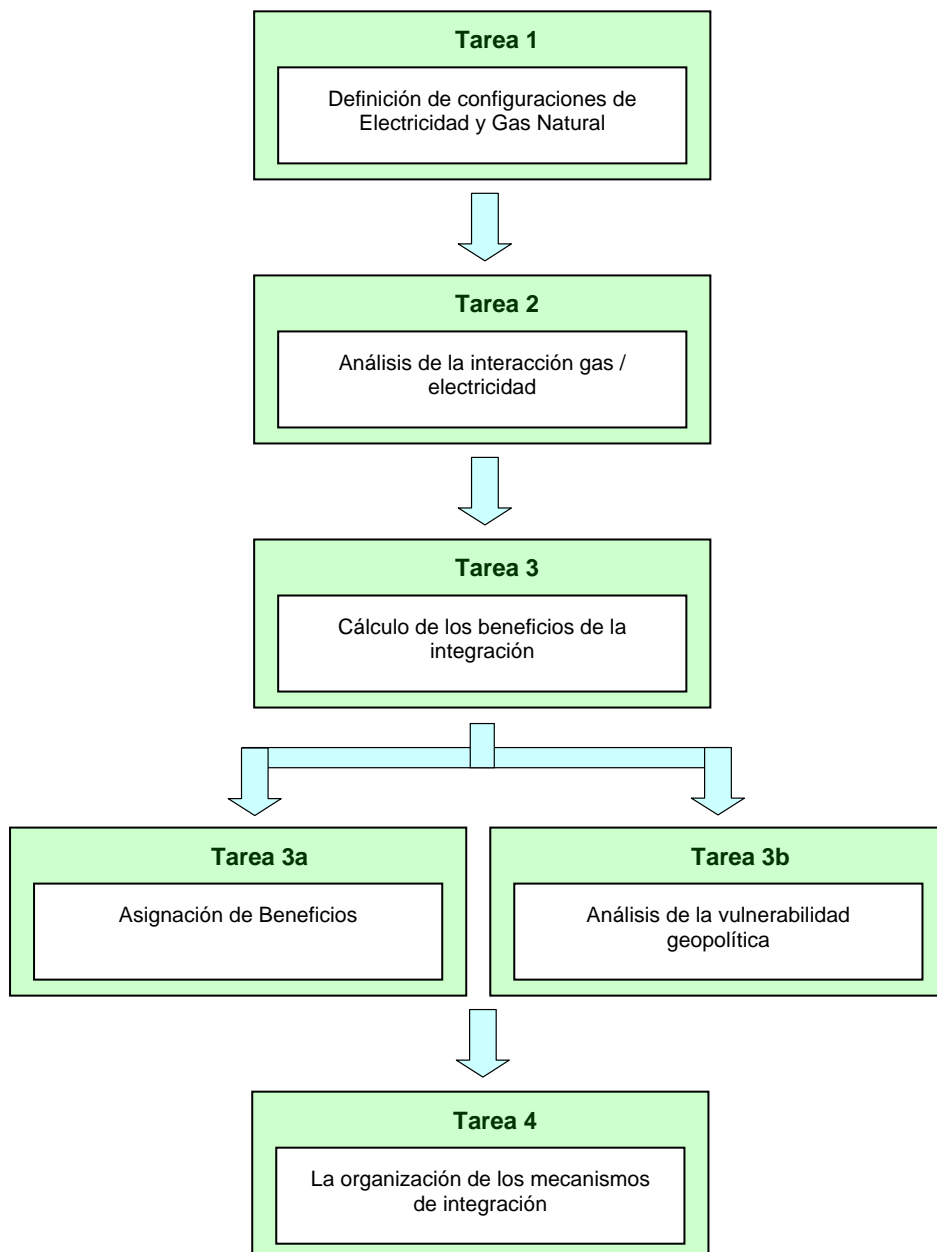 Tarea 1
Definición de configuraciones de
Electricidad y Gas Natural
Tarea 2
Análisis de la interacción gas /
electricidad
Tarea 3
Cálculo de los beneficios de la
integración
Tarea 3a
Asignación de Beneficios
Tarea 3b
Análisis de la vulnerabilidad
geopolítica
Tarea 4
La organización de los mecanismos
de integración